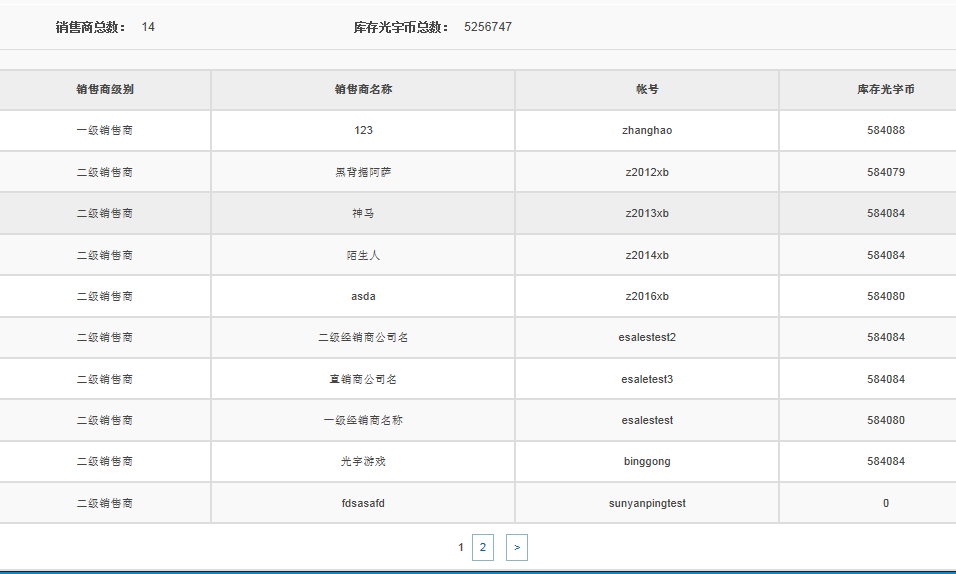 销售商总数： 14 库存光宇币总数： 5256747
销售商级别 销售商名称 帐号 库存光宇币
一级销售商 123 zhanghao 584088
二级销售商 黑背摺阿萨 z2012xb 584079
二级销售商 神马 z2013xb 584084
二级销售商 陌生人 z2014xb 584084
二级销售商 asda z2016xb 584080
二级销售商 二级经销商公司名 esalestest2 584084
二级销售商 直销商公司名 esaletest3 584084
二级销售商 一级经销商名称 esalestest 584080
二级销售商 光宇游戏 binggong 584084
二级销售商 fdsasafd sunyanpingtest 0
1 2 >